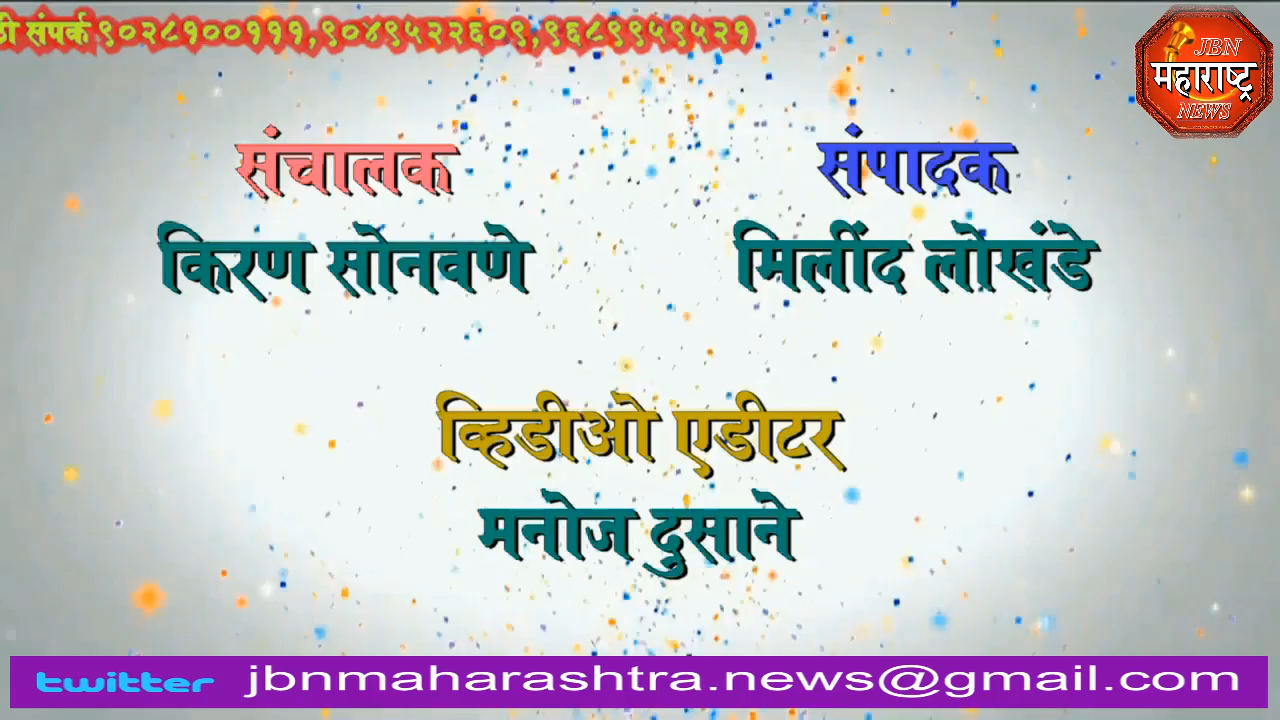 ठी संपर्क ९०२८१००१११,९०४९५२२६०९,९६८९९५९५२१
JBN
महाराष्ट्र
NEWS
संचालक
संपादक
किरण सोनवणे
मिलींद लोखंडे
व्हिडीओ एडीटर
मनोज दुसाने
twitter jbnmaharashtra.news@gmail.com